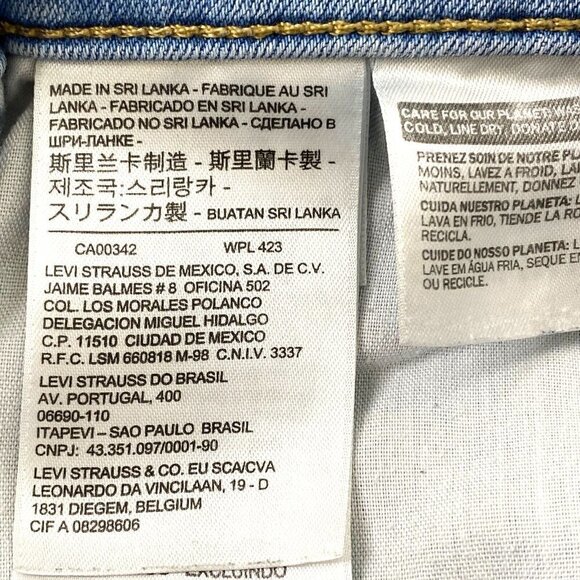 MADE IN SRI LANKA - FABRIQUE AU SRI
LANKA - FABRICADO EN SRI LANKA -
FABRICADO NO SRI LANKA - СДЕЛАНО В
ШРИ-ЛАНКЕ -
斯里兰卡制造 - 斯里蘭卡製 -
제조국:스리랑카 -
スリランカ製 - BUATAN SRI LANKA
CA00342 WPL 423
LEVI STRAUSS DE MEXICO, S.A. DE C.V.
JAIME BALMES # 8 OFICINA 502
COL. LOS MORALES POLANCO
DELEGACION MIGUEL HIDALGO
C.P. 11510 CIUDAD DE MEXICO
R.F.C. LSM 660818 M-98 C.N.I.V. 3337
LEVI STRAUSS DO BRASIL
AV. PORTUGAL, 400
06690-110
ITAPEVI – SAO PAULO BRASIL
CNPJ: 43.351.097/0001-90
LEVI STRAUSS & CO. EU SCA/CVA
LEONARDO DA VINCILAAN, 19 - D
1831 DIEGEM, BELGIUM
CIF A 08298606
EXCLUINDO
CARE FOR OUR PLANET:
COLD, LINE DRY, DONATE
PRENEZ SOIN DE NOTRE
MOINS, LAVEZ A FROID,
NATURELLEMENT, DONNEZ
CUIDA NUESTRO PLANETA:
LAVA EN FRIO, TIENDE LA
RECICLA.
CUIDE DO NOSSO PLANETA:
LAVE EM ÁGUA FRIA, SEQUE
OU RECICLE.